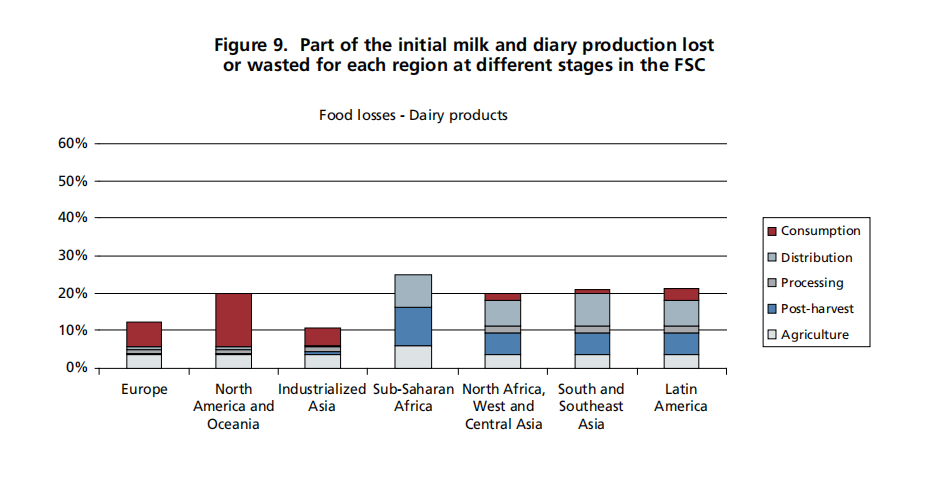 Figure 9.  Part of the initial milk and diary production lost
or wasted for each region at different stages in the FSC
Food losses - Dairy products
60%
50%
40%
30%
20%
10%
0%
Consumption
Distribution
Processing
Post-harvest
Agriculture
Europe
North
America and
Oceania
Industrialized
Asia
Sub-Saharan
Africa
North Africa,
West and
Central Asia
South and
Southeast
Asia
Latin
America